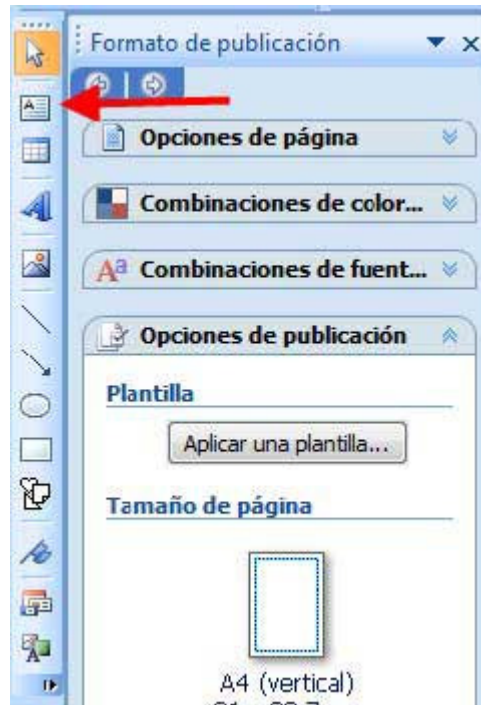 Formato de publicación
Opciones de página
Combinaciones de color...
Aª Combinaciones de fuent...
Opciones de publicación
Plantilla
Aplicar una plantilla...
Tamaño de página
A4 (vertical)